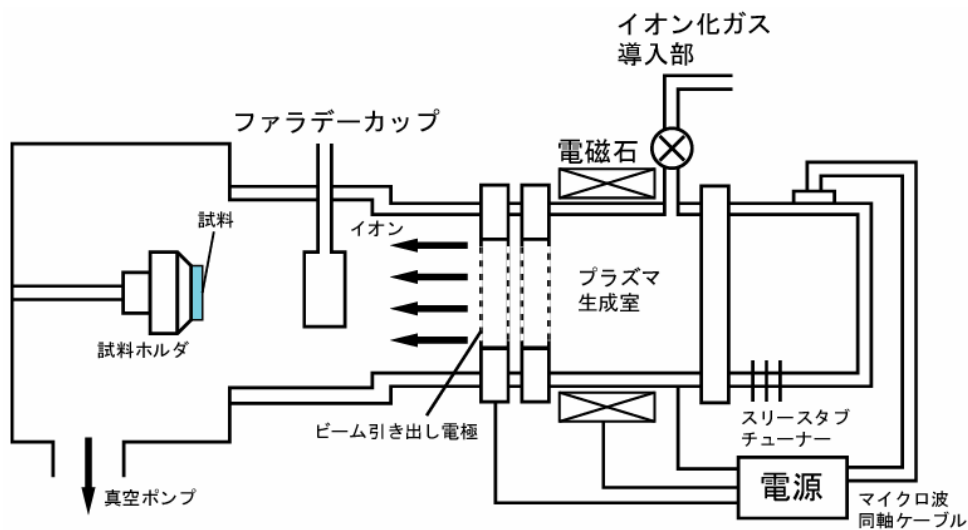 イオン化ガス
導入部
ファラデーカップ
電磁石
試料
イオン
プラズマ
生成室
試料ホルダ
ビーム引き出し電極
スリースタブ
チューナー
真空ポンプ
電源
マイクロ波
同軸ケーブル